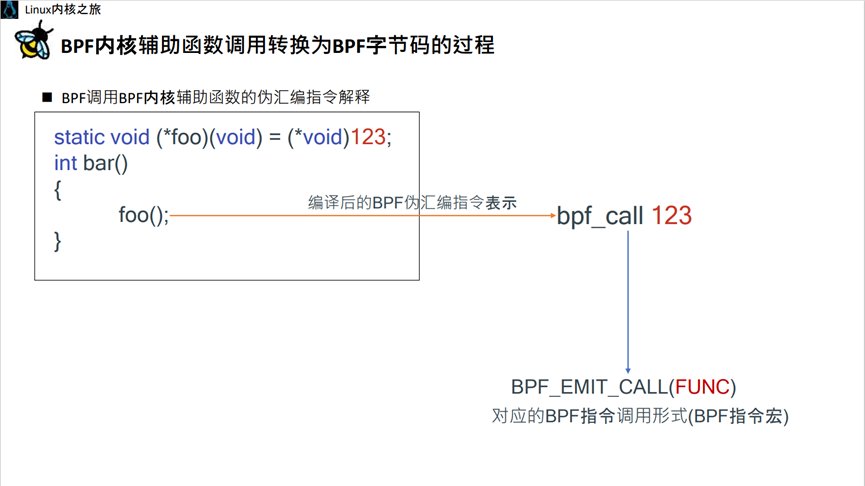 Linux内核之旅
BPF内核辅助函数调用转换为BPF字节码的过程
■ BPF调用BPF内核辅助函数的伪汇编指令解释
static void (*foo)(void) = (*void)123;
int bar()
{
foo();
编译后的BPF伪汇编指令表示
bpf_call 123
}
BPF_EMIT_CALL(FUNC)
对应的BPF指令调用形式(BPF指令宏)